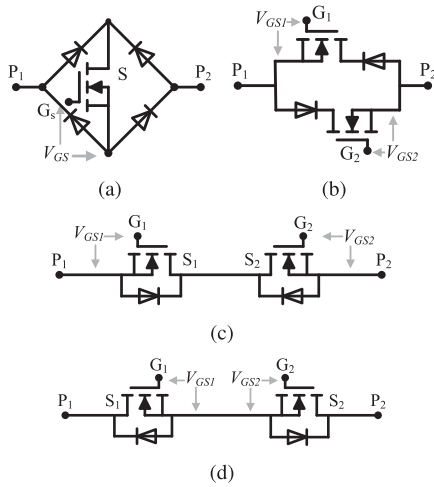 P1 S P2
Gs
VGS
(a)
VGS1 G1
P1 P2
G2 VGS2
(b)
VGS1 G1 G2 VGS2
P1 S1 S2 P2
(c)
G1 VGS1 VGS2 G2
P1 S1 S2 P2
(d)